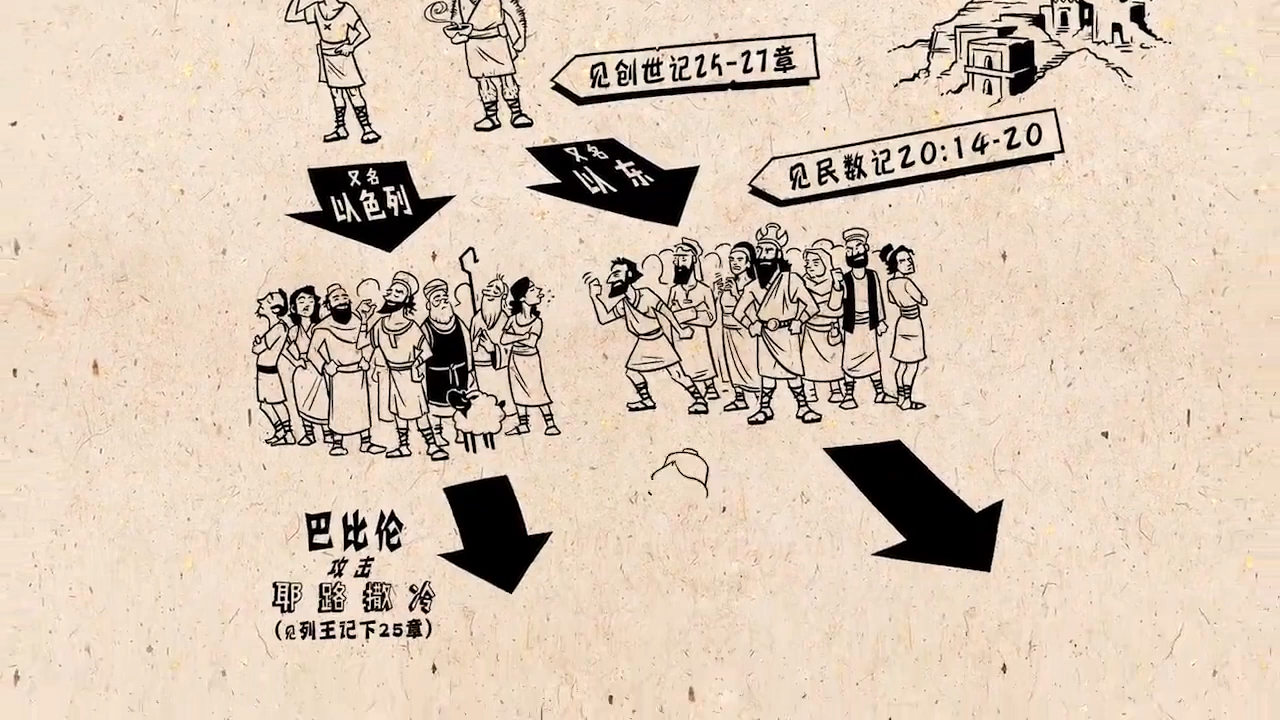 见创世记25-27章
见民数记20:14-20
又名
以色列
又名
以东
巴比伦
攻击
耶路撒冷
(见列王记下25章)